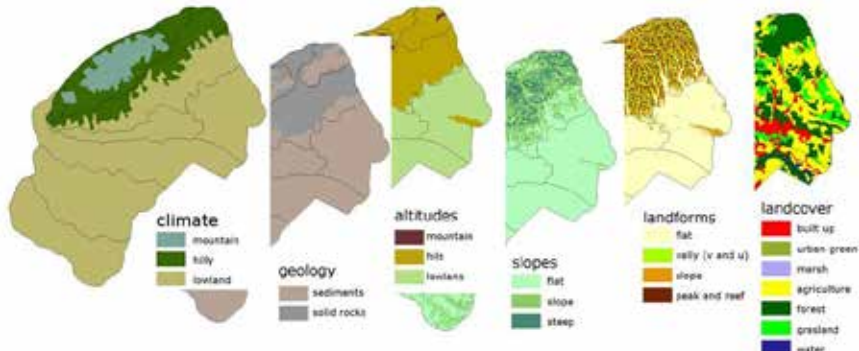 climate
mountain
hilly
lowland
geology
sediments
solid rocks
altitudes
mountain
hils
lowlans
slopes
flat
slope
steep
landforms
flat
vally (v and u)
slope
peak and reef
landcover
built up
urban green
marsh
agriculture
forest
grasland
water